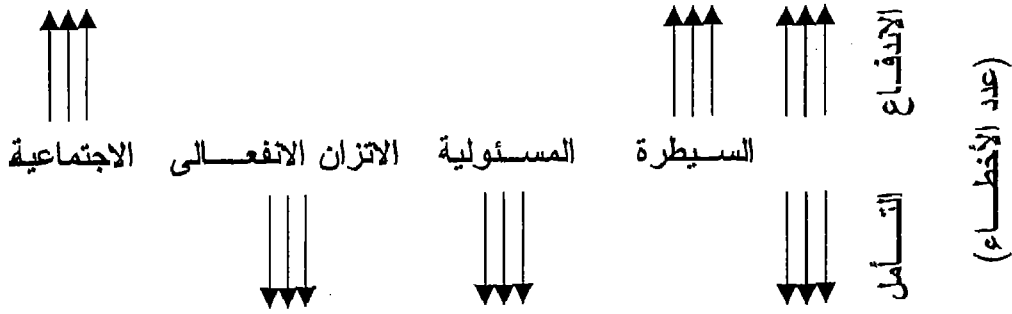 (عدد الأخطاء)
الاندفاع
التأمل
السيطرة
المسئولية
الاتزان الانفعالى
الاجتماعية